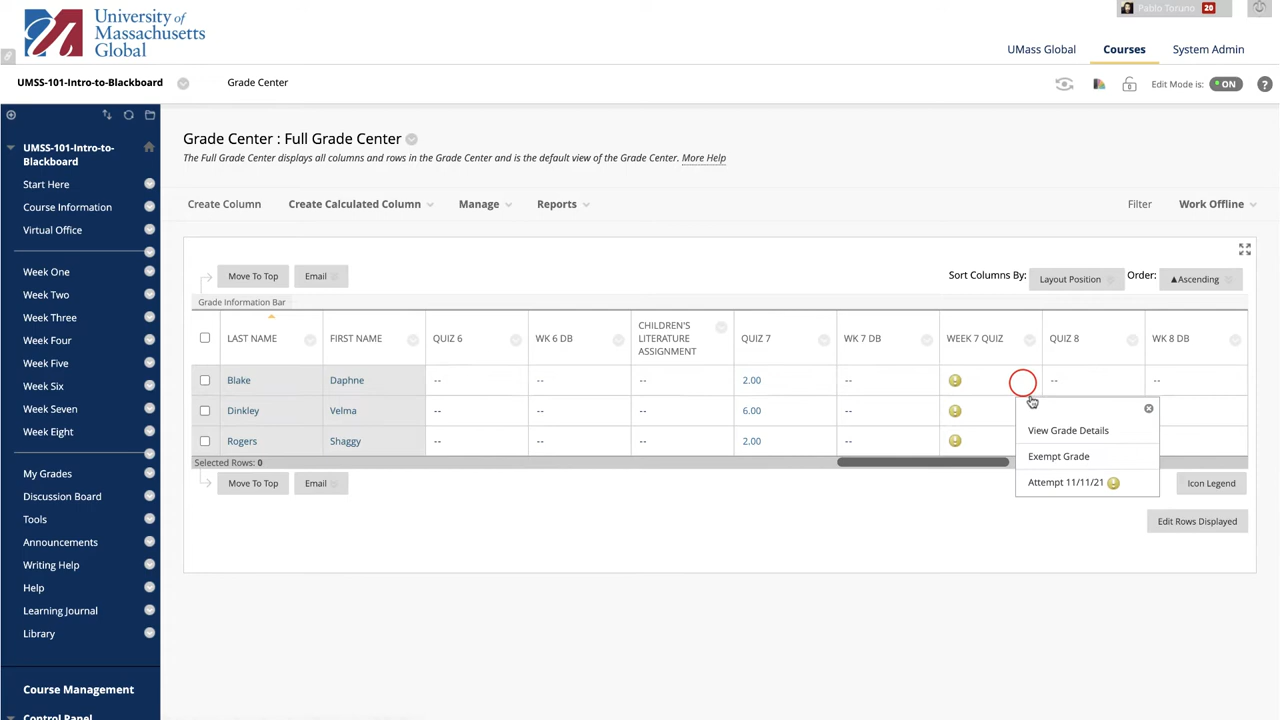 University of
Massachusetts
Global
Pablo Toruno 20
UMass Global Courses System Admin
UMSS-101-Intro-to-Blackboard Grade Center Edit Mode is: ON ?
UMSS-101-Intro-to-
Blackboard
Start Here
Course Information
Virtual Office
Week One
Week Two
Week Three
Week Four
Week Five
Week Six
Week Seven
Week Eight
My Grades
Discussion Board
Tools
Announcements
Writing Help
Help
Learning Journal
Library
Course Management
Control Panel
Grade Center : Full Grade Center
The Full Grade Center displays all columns and rows in the Grade Center and is the default view of the Grade Center. More Help
Create Column Create Calculated Column Manage Reports Filter Work Offline
Move To Top Email Sort Columns By: Layout Position Order: ▲Ascending
Grade Information Bar
LAST NAME FIRST NAME QUIZ 6 WK 6 DB CHILDREN'S LITERATURE ASSIGNMENT QUIZ 7 WK 7 DB WEEK 7 QUIZ QUIZ 8 WK 8 DB
Blake Daphne -- -- -- 2.00 -- -- --
Dinkley Velma -- -- -- 6.00 --
Rogers Shaggy -- -- -- 2.00 --
View Grade Details
Exempt Grade
Attempt 11/11/21
Selected Rows: 0
Move To Top Email Icon Legend
Edit Rows Displayed